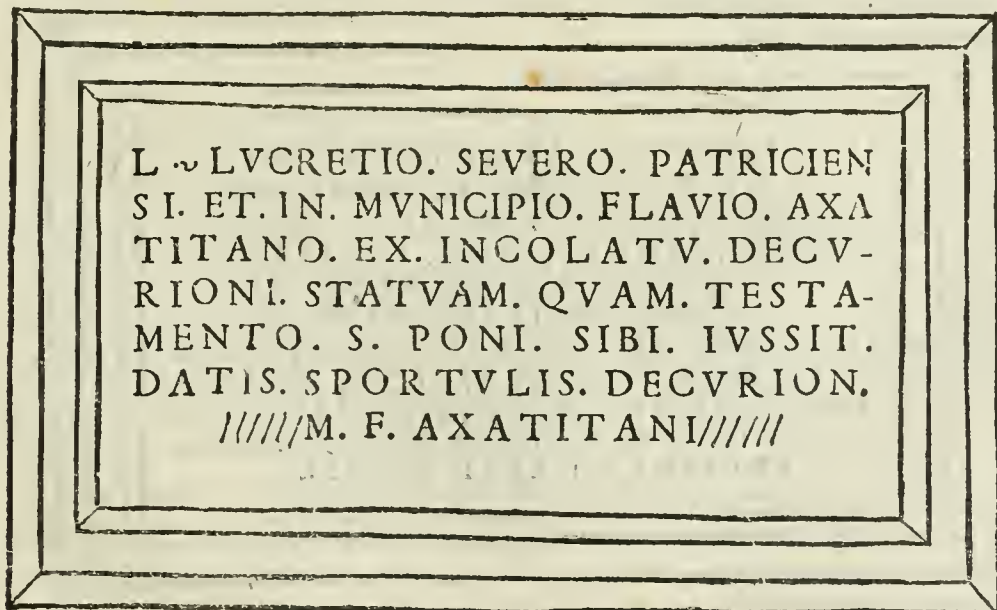 L ~ LVCRETIO. SEVERO. PATRICIEN
SI. ET. IN. MVNICIPIO. FLAVIO. AXA
TITANO. EX. INCOLATV. DECV-
RIONI. STATVAM. QVAM. TESTA-
MENTO. S. PONI. SIBI. IVSSIT.
DATIS. SPORTVLIS. DECVRION.
//////M. F. AXATITANI//////